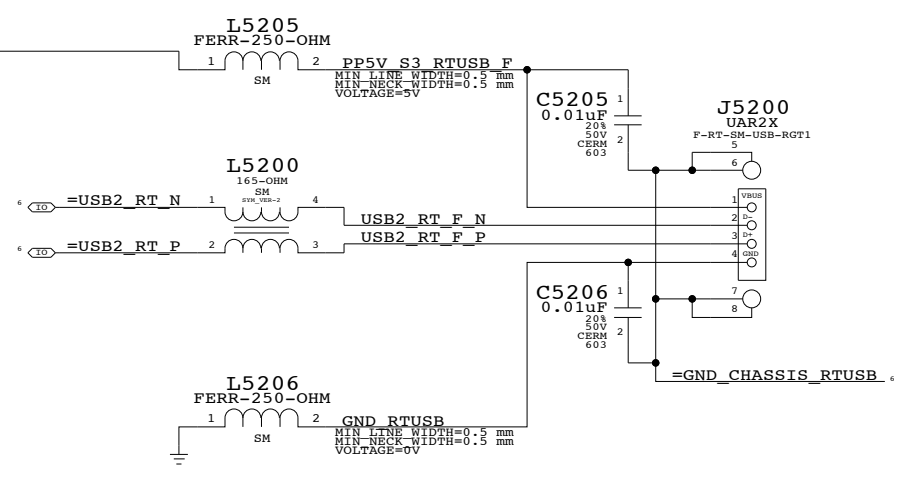 L5205
FERR-250-OHM
1 2
SM
PP5V_S3_RTUSB_F
MIN_LINE_WIDTH=0.5 mm
MIN_NECK_WIDTH=0.5 mm
VOLTAGE=5V
C5205
0.01uF
20%
50V
CERM
603
1
2
J5200
UAR2X
F-RT-SM-USB-RGT1
5
6
L5200
165-OHM
SM
SYM_VER-2
6 IO =USB2_RT_N 1 4
USB2_RT_F_N
6 IO =USB2_RT_P 2 3
USB2_RT_F_P
1 VBUS
2 D-
3 D+
4 GND
C5206
0.01uF
20%
50V
CERM
603
1
2
7
8
=GND_CHASSIS_RTUSB 6
L5206
FERR-250-OHM
1 2
SM
GND_RTUSB
MIN_LINE_WIDTH=0.5 mm
MIN_NECK_WIDTH=0.5 mm
VOLTAGE=0V